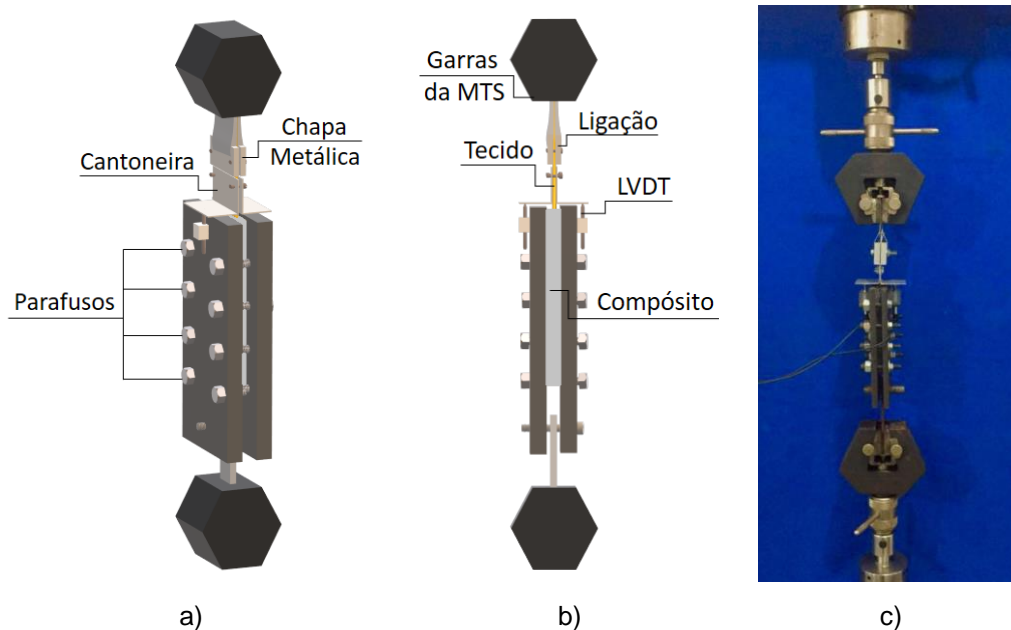 Chapa
Metálica
Cantoneira
Parafusos
Garras
da MTS
Ligação
Tecido
LVDT
Compósito
a)
b)
c)